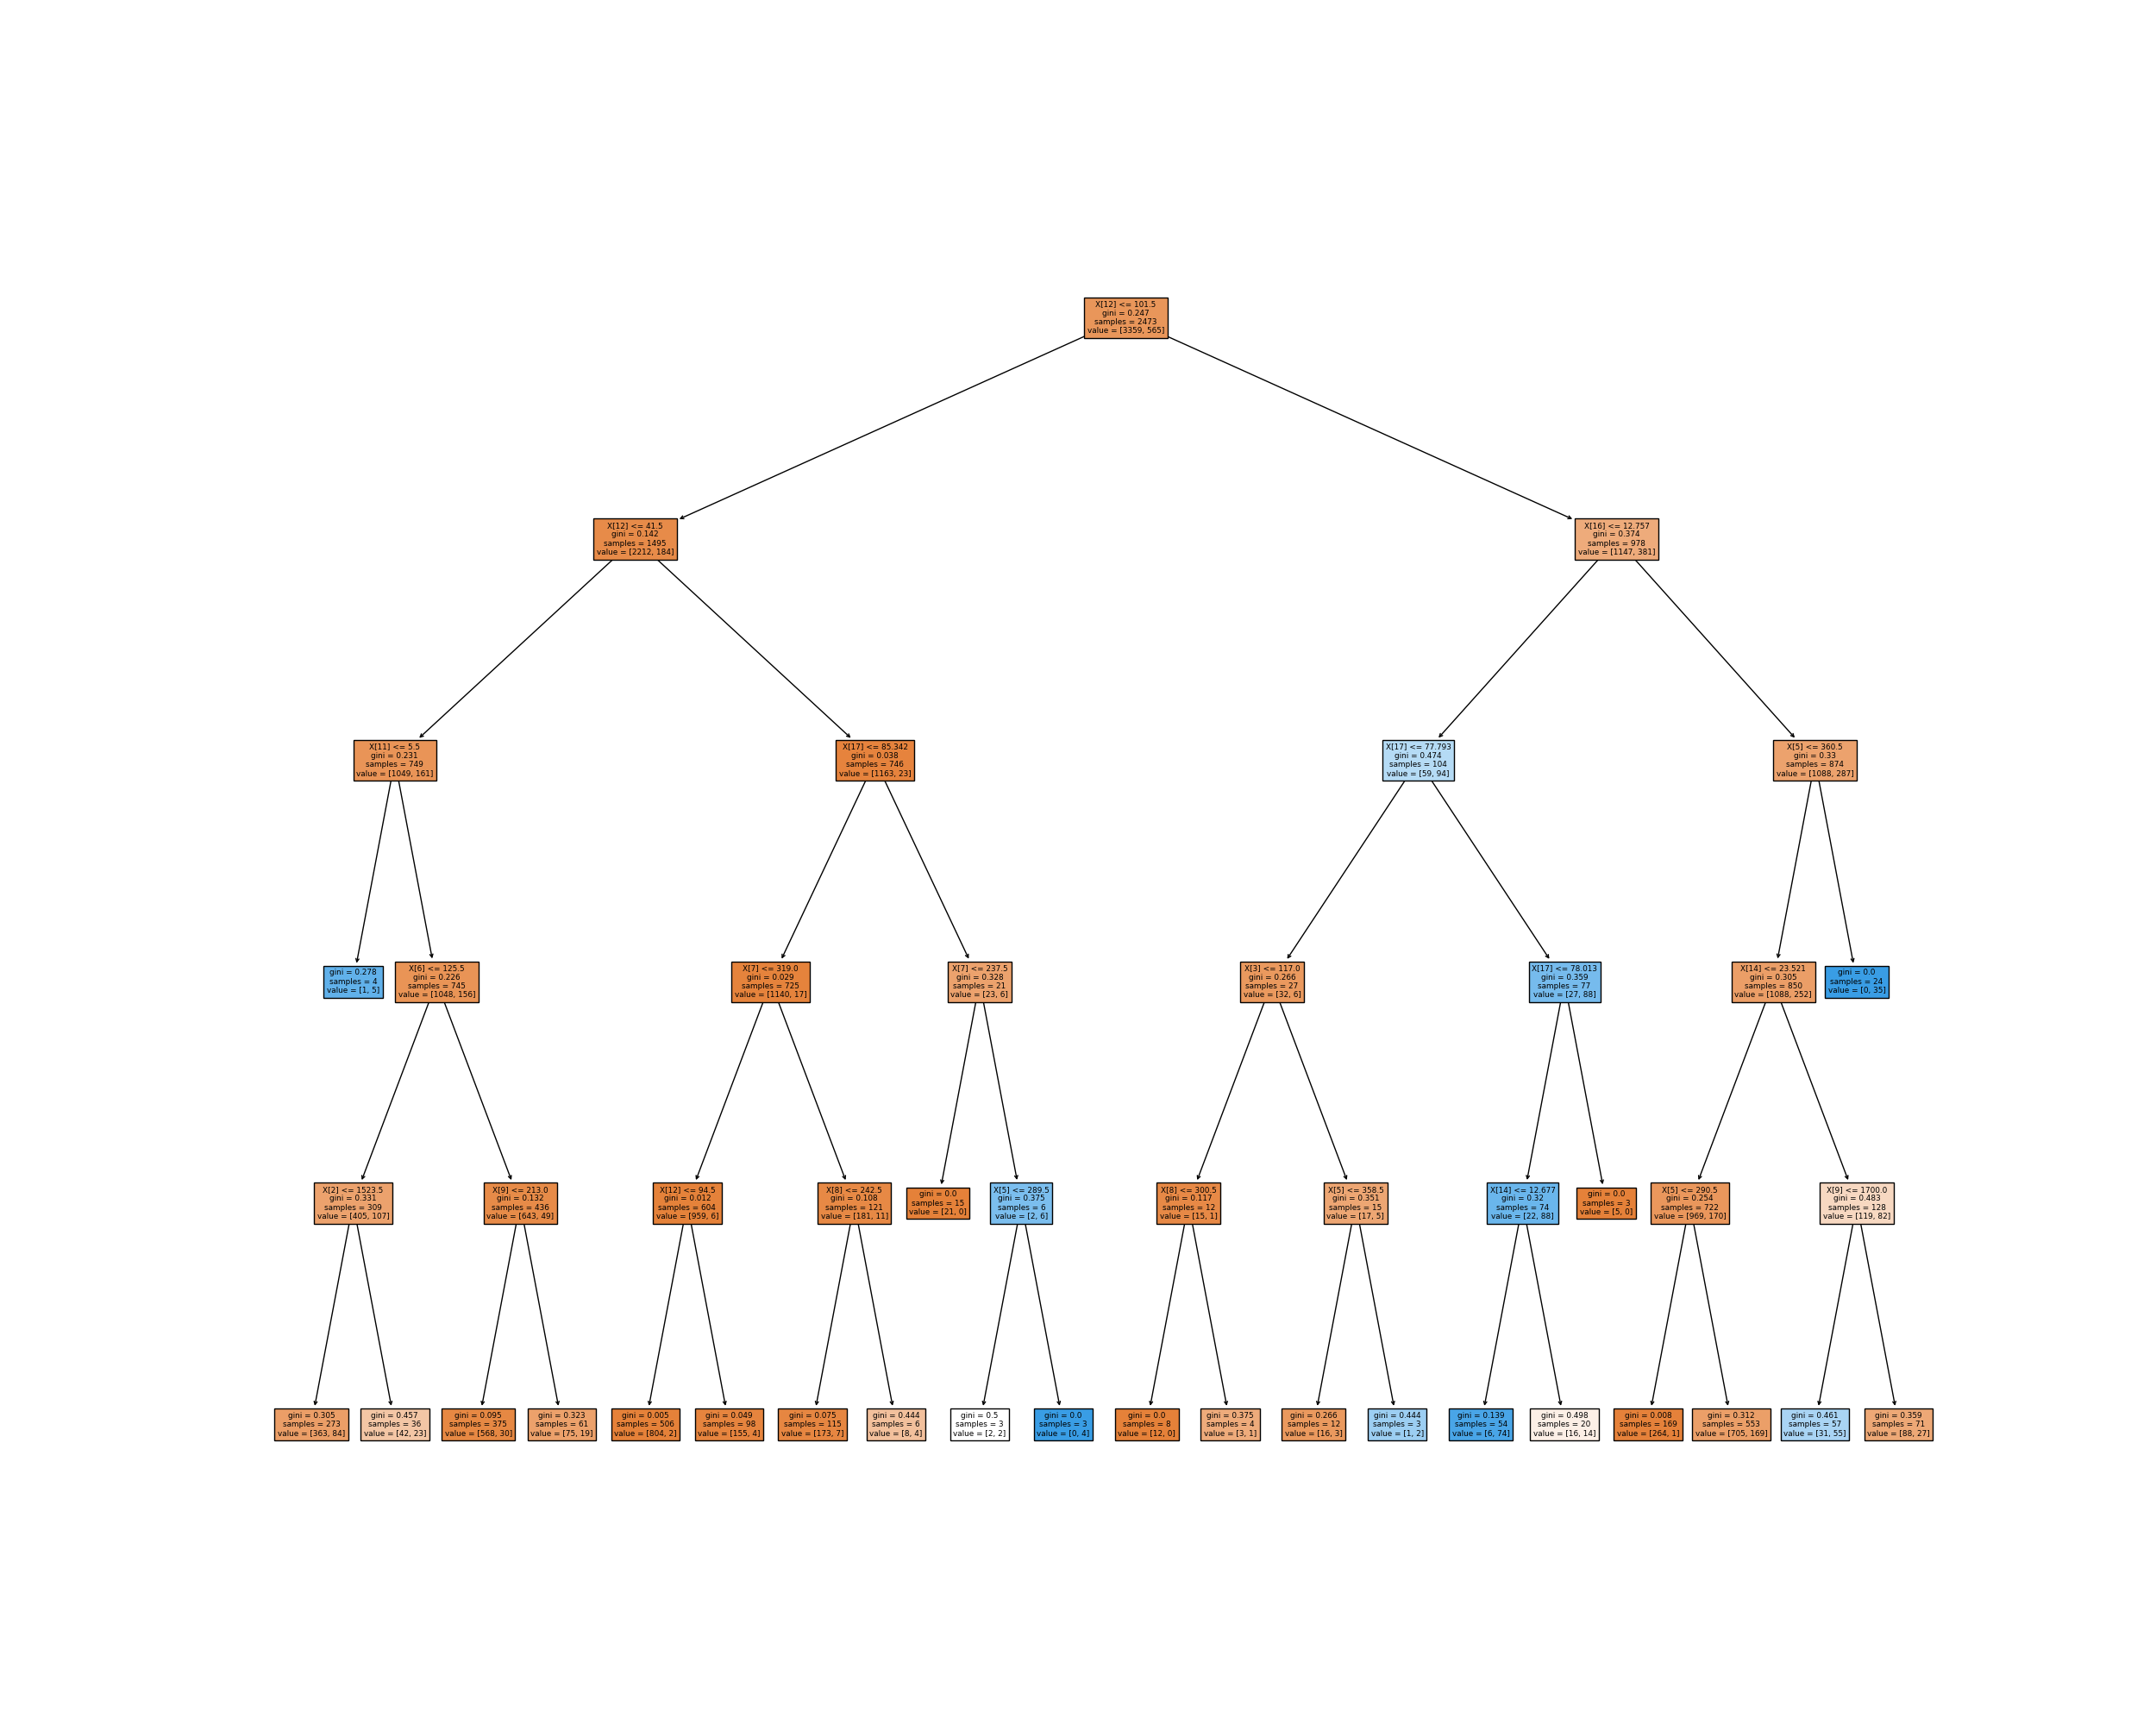 X[12] <= 101.5
gini = 0.247
samples = 2473
value = [3359, 565]
X[12] <= 41.5
gini = 0.142
samples = 1495
value = [2212, 184]
X[16] <= 12.757
gini = 0.374
samples = 978
value = [1147, 381]
X[11] <= 5.5
gini = 0.231
samples = 749
value = [1049, 161]
X[17] <= 85.342
gini = 0.038
samples = 746
value = [1163, 23]
X[17] <= 77.793
gini = 0.474
samples = 104
value = [59, 94]
X[5] <= 360.5
gini = 0.33
samples = 874
value = [1088, 287]
gini = 0.278
samples = 4
value = [1, 5]
X[6] <= 125.5
gini = 0.226
samples = 745
value = [1048, 156]
X[7] <= 319.0
gini = 0.029
samples = 725
value = [1140, 17]
X[7] <= 237.5
gini = 0.328
samples = 21
value = [23, 6]
X[3] <= 117.0
gini = 0.266
samples = 27
value = [32, 6]
X[17] <= 78.013
gini = 0.359
samples = 77
value = [27, 88]
X[14] <= 23.521
gini = 0.305
samples = 850
value = [1088, 252]
gini = 0.0
samples = 24
value = [0, 35]
X[2] <= 1523.5
gini = 0.331
samples = 309
value = [405, 107]
X[9] <= 213.0
gini = 0.132
samples = 436
value = [643, 49]
X[12] <= 94.5
gini = 0.012
samples = 604
value = [959, 6]
X[8] <= 242.5
gini = 0.108
samples = 121
value = [181, 11]
gini = 0.0
samples = 15
value = [21, 0]
X[5] <= 289.5
gini = 0.375
samples = 6
value = [2, 6]
X[8] <= 300.5
gini = 0.117
samples = 12
value = [15, 1]
X[5] <= 358.5
gini = 0.351
samples = 15
value = [17, 5]
X[14] <= 12.677
gini = 0.32
samples = 74
value = [22, 88]
gini = 0.0
samples = 3
value = [5, 0]
X[5] <= 290.5
gini = 0.254
samples = 722
value = [969, 170]
X[9] <= 1700.0
gini = 0.483
samples = 128
value = [119, 82]
gini = 0.305
samples = 273
value = [363, 84]
gini = 0.457
samples = 36
value = [42, 23]
gini = 0.095
samples = 375
value = [568, 30]
gini = 0.323
samples = 61
value = [75, 19]
gini = 0.005
samples = 506
value = [804, 2]
gini = 0.049
samples = 98
value = [155, 4]
gini = 0.075
samples = 115
value = [173, 7]
gini = 0.444
samples = 6
value = [8, 4]
gini = 0.5
samples = 3
value = [2, 2]
gini = 0.0
samples = 3
value = [0, 4]
gini = 0.0
samples = 8
value = [12, 0]
gini = 0.375
samples = 4
value = [3, 1]
gini = 0.266
samples = 12
value = [16, 3]
gini = 0.444
samples = 3
value = [1, 2]
gini = 0.139
samples = 54
value = [6, 74]
gini = 0.498
samples = 20
value = [16, 14]
gini = 0.008
samples = 169
value = [264, 1]
gini = 0.312
samples = 553
value = [705, 169]
gini = 0.461
samples = 57
value = [31, 55]
gini = 0.359
samples = 71
value = [88, 27]